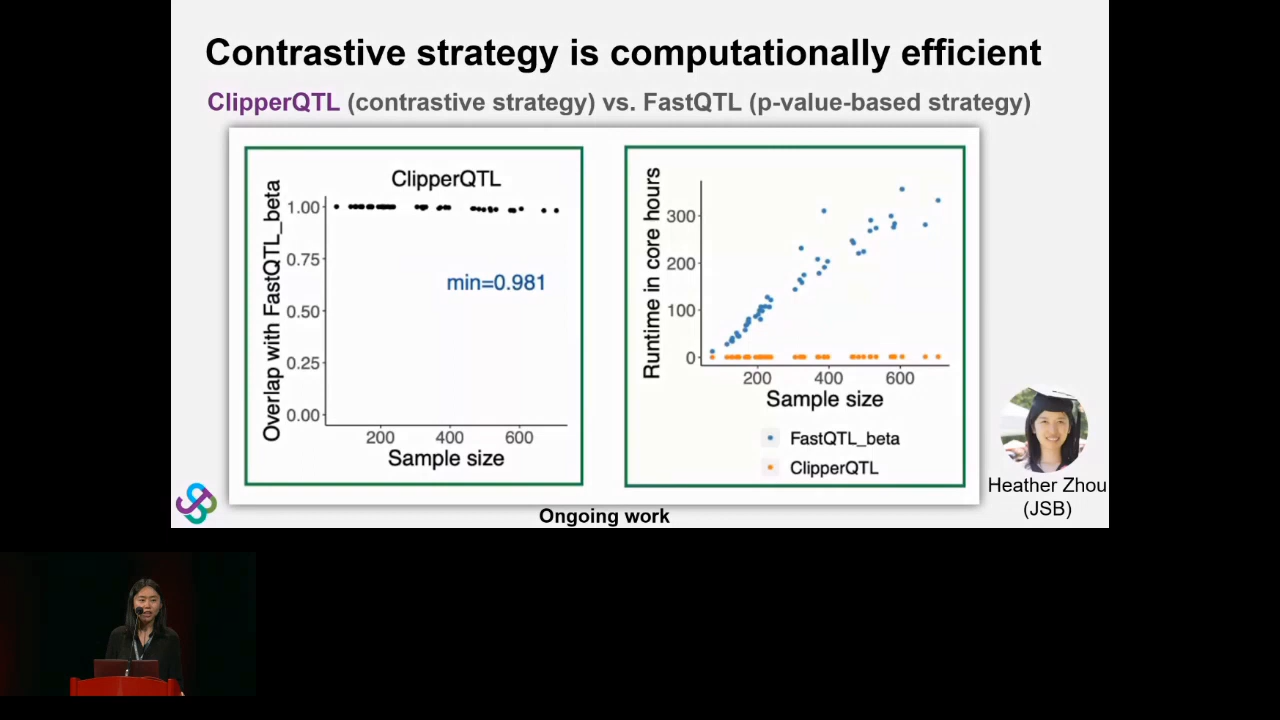 Contrastive strategy is computationally efficient
ClipperQTL (contrastive strategy) vs. FastQTL (p-value-based strategy)
ClipperQTL
Overlap with FastQTL_beta
1.00
0.75
0.50
0.25
0.00
min=0.981
200 400 600
Sample size
Runtime in core hours
300
200
100
0
200 400 600
Sample size
FastQTL_beta
ClipperQTL
Heather Zhou
(JSB)
Ongoing work